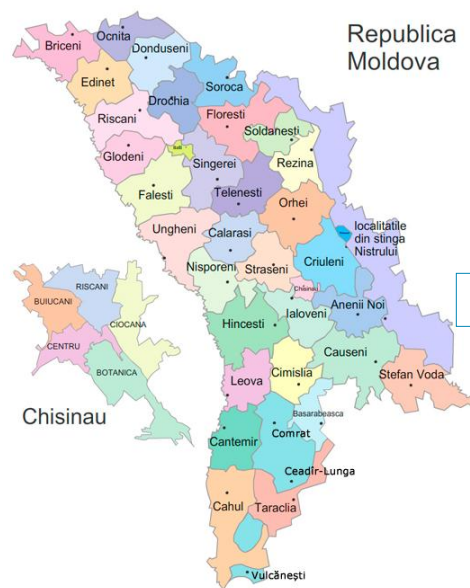 Republica
Moldova
Ocnita
Briceni
Donduseni
Edinet
Soroca
Drochia
Riscani
Floresti
Soldanesti
Glodeni
Singerei
Rezina
Falesti
Telenesti
Orhei
localitatile
din stinga
Nistrului
Ungheni
Calarasi
Criuleni
Nisporeni
Straseni
RISCANI
BUIUCANI
CIOCANA
CENTRU
BOTANICA
Chisinau
Chisinau
Anenii Noi
Ialoveni
Hincesti
Causeni
Cimislia
Leova
Stefan Voda
Basarabeasca
Cantemir
Comrat
Ceadîr-Lunga
Cahul
Taraclia
Vulcănești